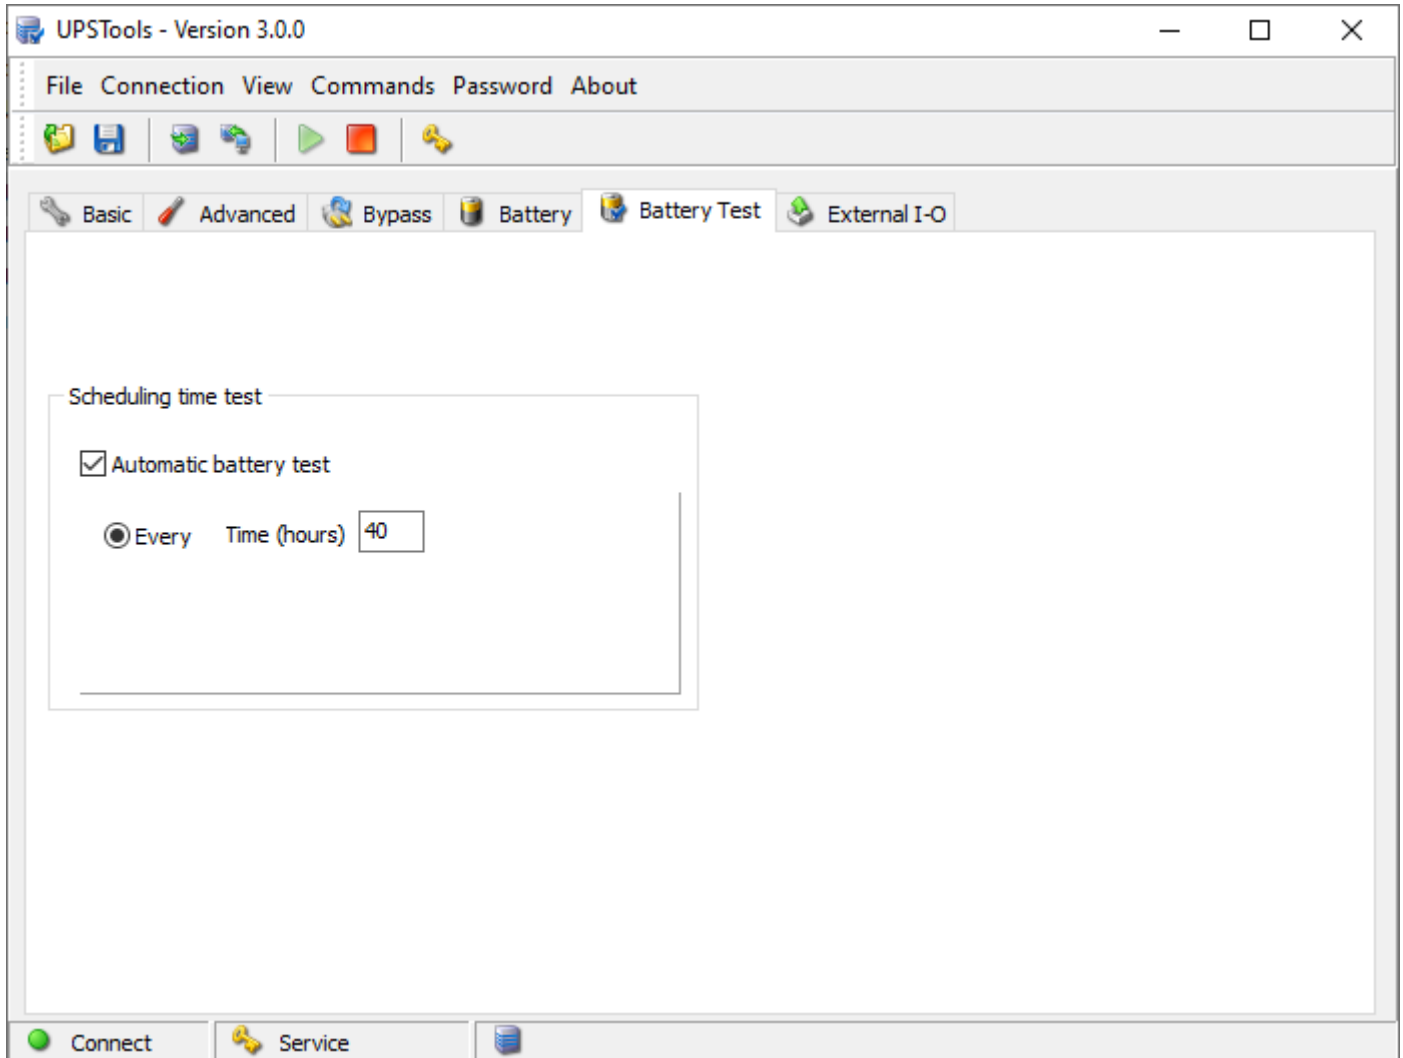 UPSTools - Version 3.0.0
File Connection View Commands Password About
Basic Advanced Bypass Battery Battery Test External I-O
Scheduling time test
Automatic battery test
Every Time (hours) 40
Connect Service